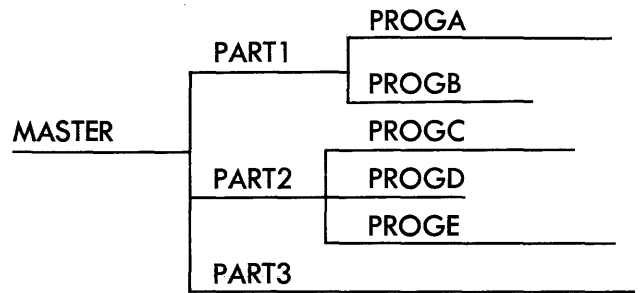 PROGA
PART1
PROGB
MASTER
PROGC
PART2
PROGD
PROGE
PART3